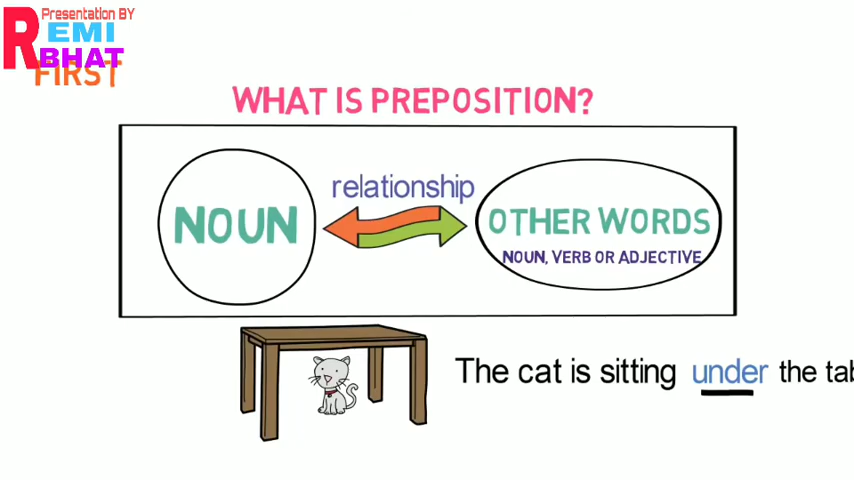 Presentation BY
REMI
BHAT
FIRST
WHAT IS PREPOSITION?
relationship
NOUN
OTHER WORDS
NOUN, VERB OR ADJECTIVE
The cat is sitting under the tab